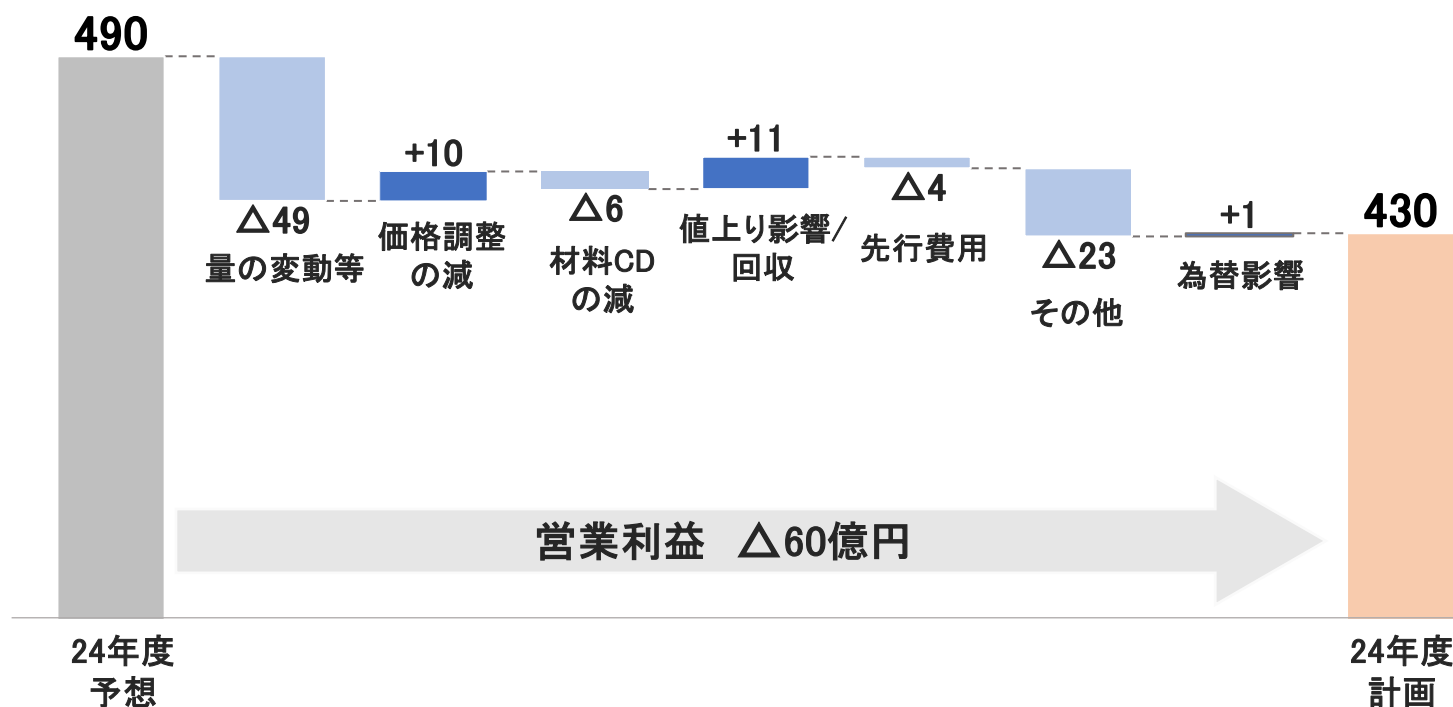 490
△49
量の変動等
+10
価格調整
の減
△6
材料CD
の減
+11
値上り影響/
回収
△4
先行費用
△23
その他
+1
為替影響
430
営業利益 △60億円
24年度
予想
24年度
計画